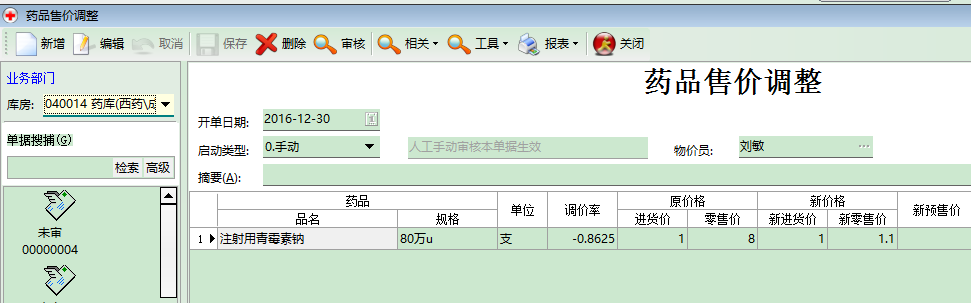 药品售价调整
新增 编辑 取消 保存 删除 审核 相关 工具 报表 关闭
业务部门
药品售价调整
库房: 040014 药库(西药\成
开单日期: 2016-12-30
单据搜捕(G)
启动类型: 0.手动 人工手动审核本单据生效 物价员: 刘敏 ...
检索 高级
摘要(A):
药品 单位 调价率 原价格 新价格 新预售价
品名 规格 进货价 零售价 新进货价 新零售价
1 注射用青霉素钠 80万u 支 -0.8625 1 8 1 1.1
未审
00000004